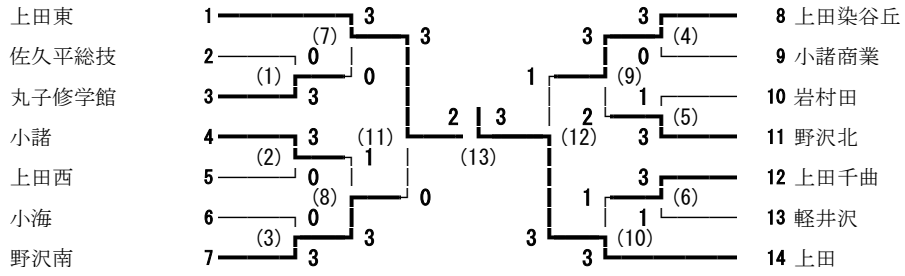 上田東 1 3 3 8 上田染谷丘
(7) 3 3 (4)
佐久平総技 2 0 0 9 小諸商業
(1) 0 1 (9)
丸子修学館 3 3 1 10 岩村田
2 3 2 (5)
小諸 4 3 (11) (12) 3 11 野沢北
(2) 1 (13)
上田西 5 0 3 12 上田千曲
(8) 0 1 (6)
小海 6 0 1 13 軽井沢
(3) 3 3 (10)
野沢南 7 3 3 14 上田